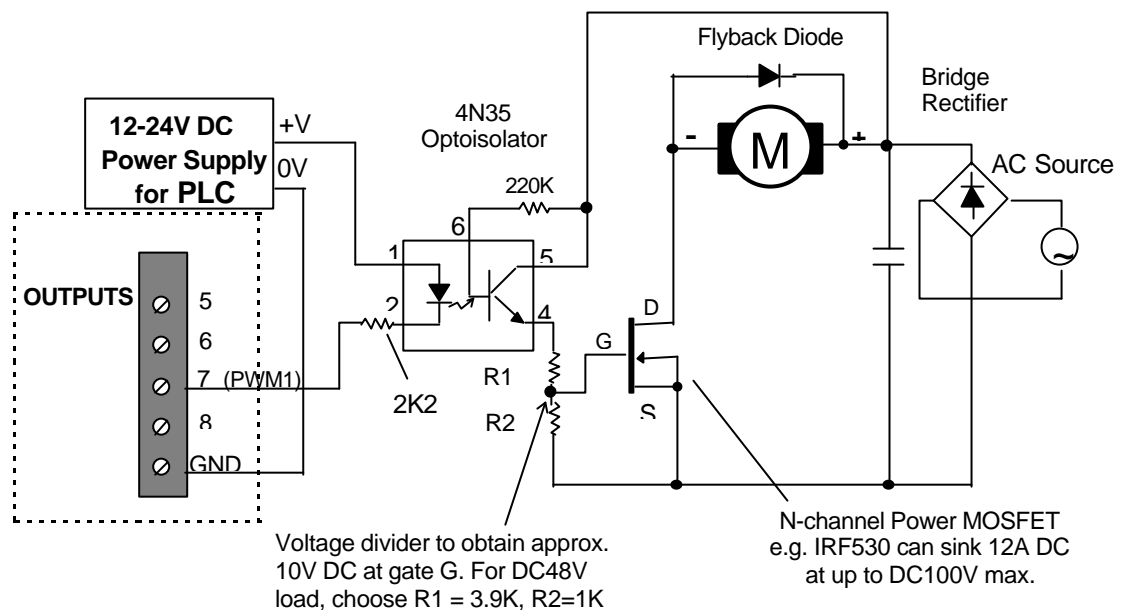 Flyback Diode
Bridge
Rectifier
4N35
Optoisolator
12-24V DC
Power Supply
for PLC
+V
0V
- M +
AC Source
220K
6
1
5
2
4
~
OUTPUTS
5
6
7 (PWM1)
8
GND
2K2
R1
R2
D
G
S
Voltage divider to obtain approx.
10V DC at gate G. For DC48V
load, choose R1 = 3.9K, R2=1K
N-channel Power MOSFET
e.g. IRF530 can sink 12A DC
at up to DC100V max.